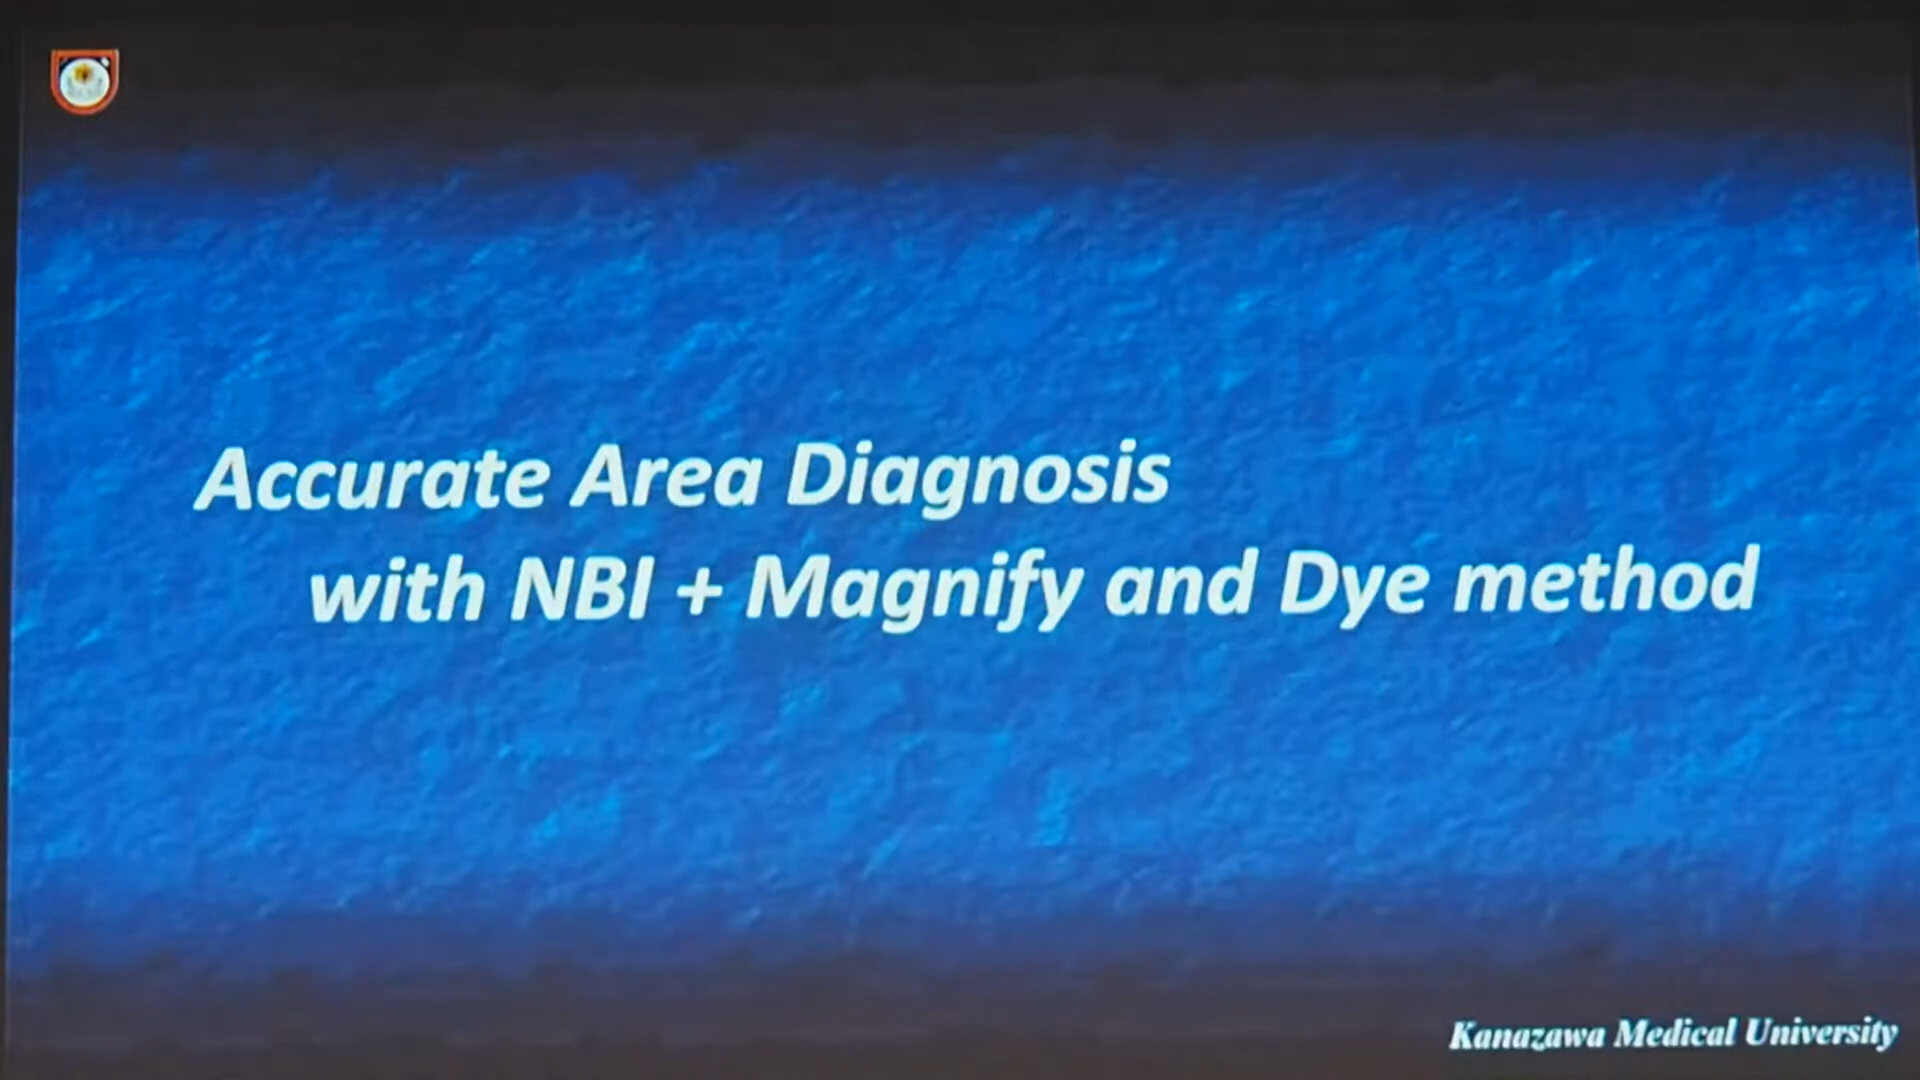 Accurate Area Diagnosis
with NBI + Magnify and Dye method
Kanazawa Medical University